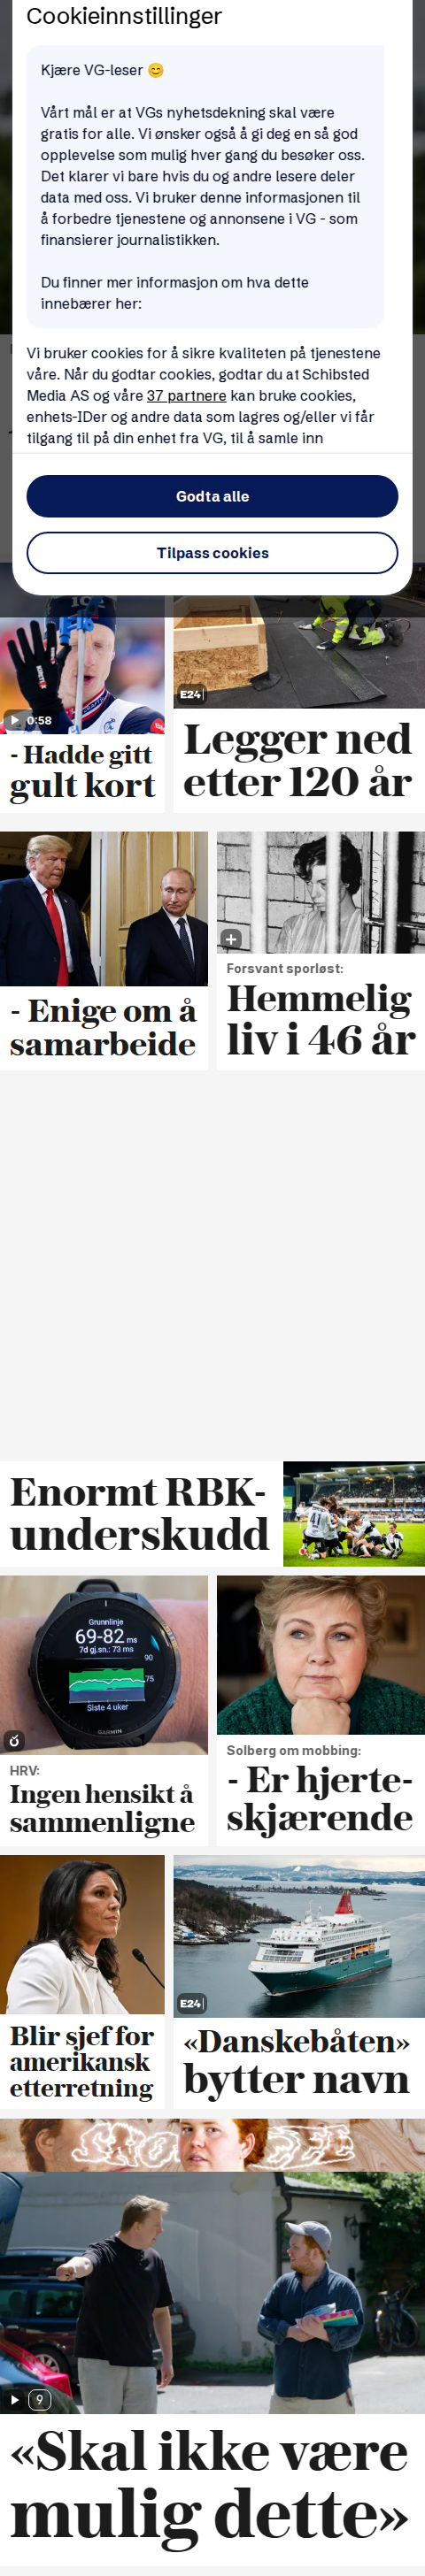 Cookieinnstillinger
Kjære VG-leser 😊
Vårt mål er at VGs nyhetsdekning skal være
gratis for alle. Vi ønsker også å gi deg en så god
opplevelse som mulig hver gang du besøker oss.
Det klarer vi bare hvis du og andre lesere deler
data med oss. Vi bruker denne informasjonen til
å forbedre tjenestene og annonsene i VG - som
finansierer journalistikken.
Du finner mer informasjon om hva dette
innebærer her:
Vi bruker cookies for å sikre kvaliteten på tjenestene
våre. Når du godtar cookies, godtar du at Schibsted
Media AS og våre 37 partnere kan bruke cookies,
enhets-IDer og andre data som lagres og/eller vi får
tilgang til på din enhet fra VG, til å samle inn
Godta alle
Tilpass cookies
0:58
E24
- Hadde gitt
gult kort
Legger ned
etter 120 år
- Enige om å
samarbeide
Forsvant sporløst:
Hemmelig
liv i 46 år
Enormt RBK-
underskudd
41
Grunnlinje
69-82 ms
7d gj.sn.: 73 ms
90
75
Siste 4 uker
GARMIN
HRV:
Ingen hensikt å
sammenligne
Solberg om mobbing:
- Er hjerte-
skjærende
Blir sjef for
amerikansk
etterretning
E24
«Danskebåten»
bytter navn
9
«Skal ikke være
mulig dette»